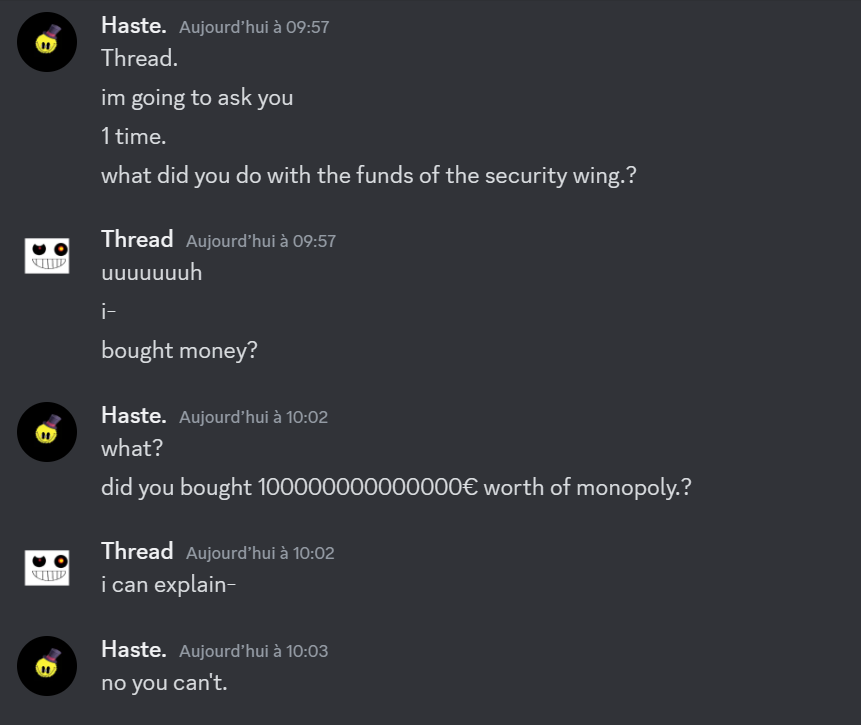 Haste. Aujourd’hui à 09:57
Thread.
im going to ask you
1 time.
what did you do with the funds of the security wing.?
Thread Aujourd’hui à 09:57
uuuuuuuh
i-
bought money?
Haste. Aujourd’hui à 10:02
what?
did you bought 100000000000000€ worth of monopoly.?
Thread Aujourd’hui à 10:02
i can explain-
Haste. Aujourd’hui à 10:03
no you can't.